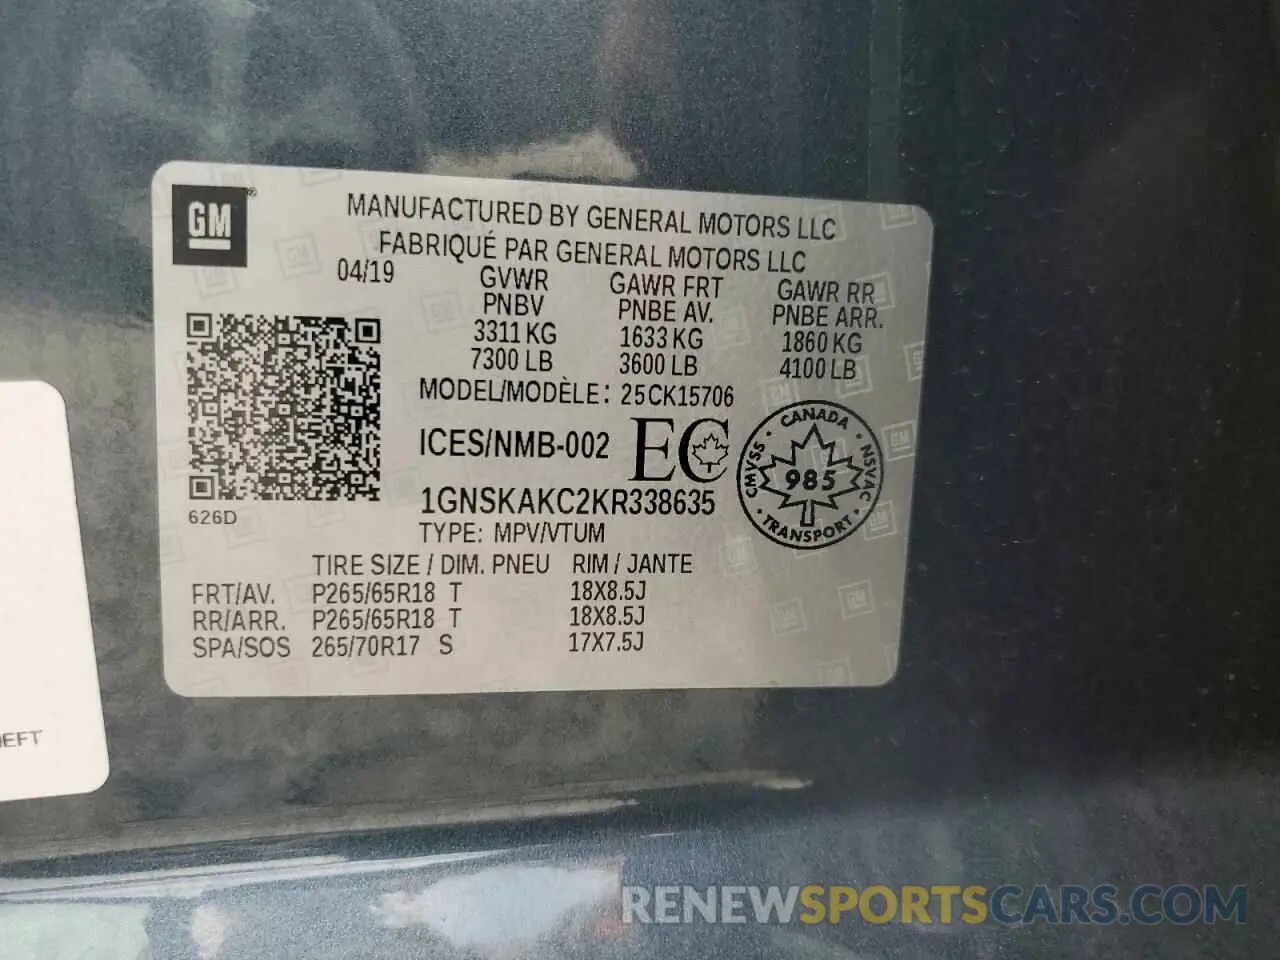 GM
MANUFACTURED BY GENERAL MOTORS LLC
FABRIQUÉ PAR GENERAL MOTORS LLC
04/19 GVWR GAWR FRT GAWR RR
PNBV PNBE AV. PNBE ARR.
3311 KG 1633 KG 1860 KG
7300 LB 3600 LB 4100 LB
MODEL/MODÈLE: 25CK15706
ICES/NMB-002 EC
CANADA
CMVSS • 985 • NSVAC
TRANSPORT
1GNSKAKC2KR338635
626D
TYPE: MPV/VTUM
TIRE SIZE / DIM. PNEU RIM / JANTE
FRT/AV. P265/65R18 T 18X8.5J
RR/ARR. P265/65R18 T 18X8.5J
SPA/SOS 265/70R17 S 17X7.5J
RENEWSPORTSCARS.COM